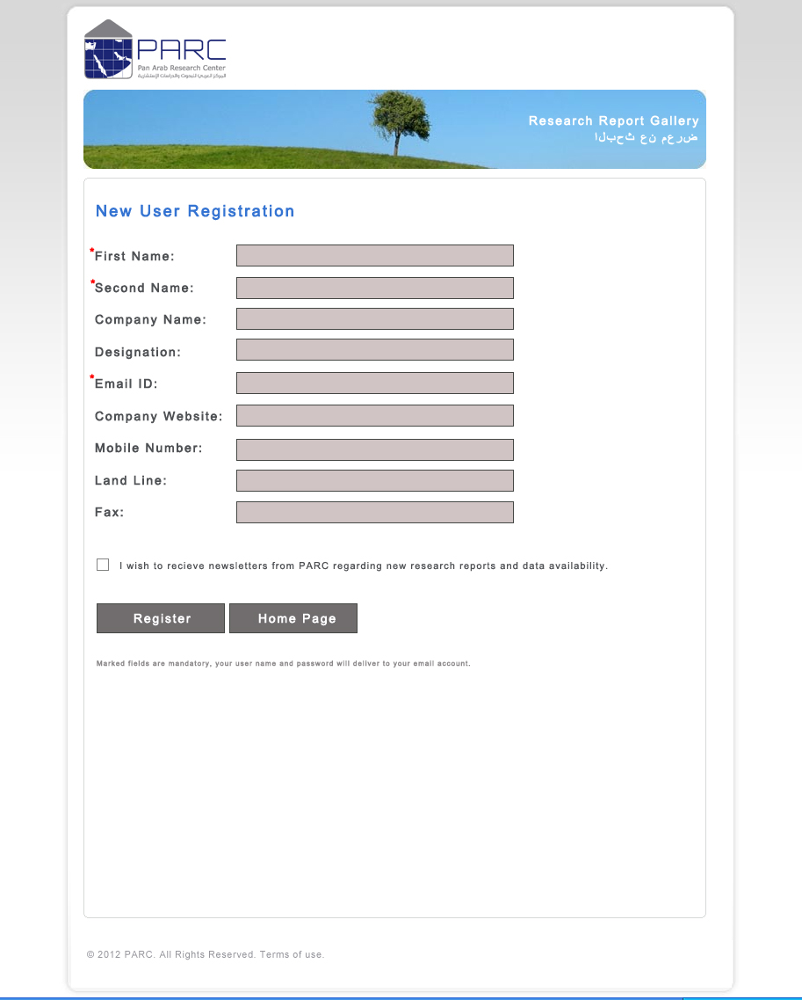 PARC
Pan Arab Research Center
المركز العربي للبحوث والدراسات الإستشارية
Research Report Gallery
ا ل ب ح ث ع ن م ع ر ض
New User Registration
*First Name:
*Second Name:
Company Name:
Designation:
*Email ID:
Company Website:
Mobile Number:
Land Line:
Fax:
I wish to recieve newsletters from PARC regarding new research reports and data availability.
Register Home Page
Marked fields are mandatory, your user name and password will deliver to your email account.
© 2012 PARC. All Rights Reserved. Terms of use.